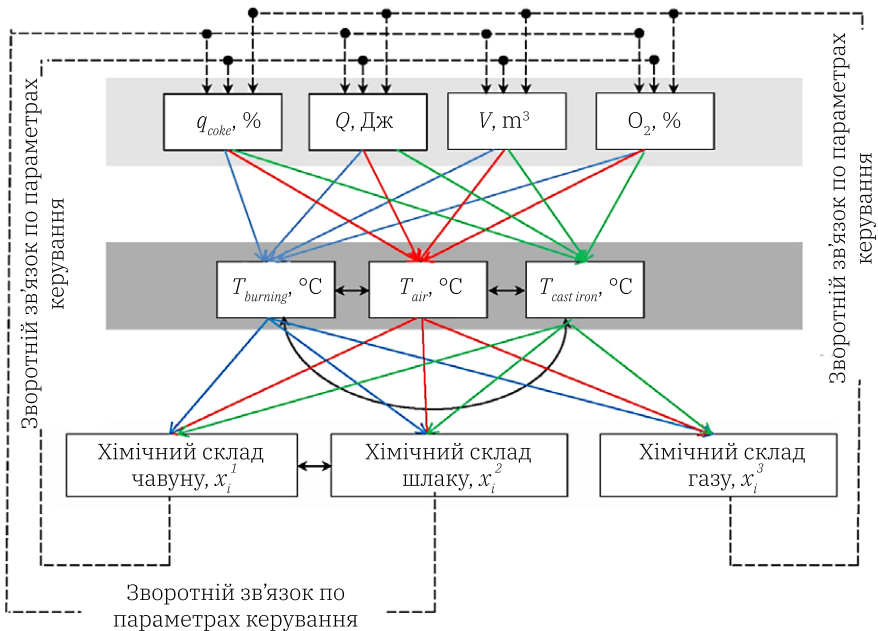 q_coke, %
Q, Дж
V, m³
O₂, %
T_burning, °C
T_air, °C
T_cast iron, °C
Хімічний склад
чавуну, x_i^1
Хімічний склад
шлаку, x_i^2
Хімічний склад
газу, x_i^3
Зворотній зв’язок по параметрах
керування
Зворотній зв’язок по параметрах
керування
Зворотній зв’язок по
параметрах керування